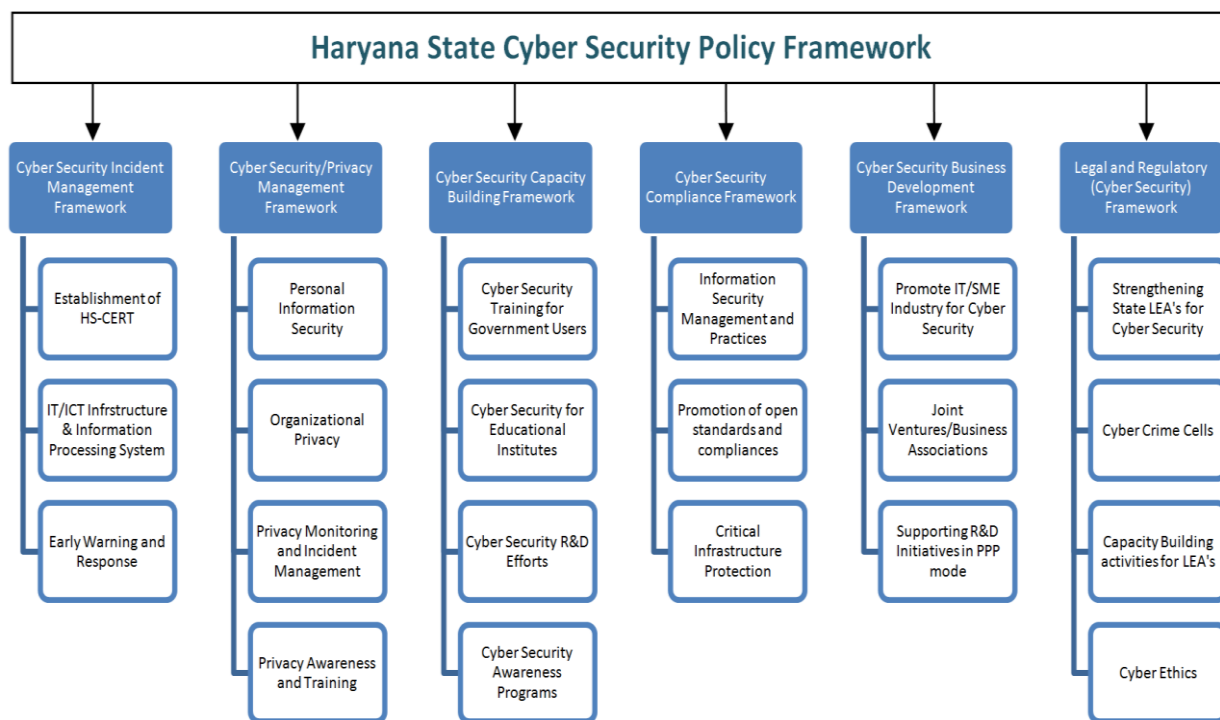 Haryana State Cyber Security Policy Framework
Cyber Security Incident
Management
Framework
Establishment of
HS-CERT
IT/ICT Infrstructure
& Information
Processing System
Early Warning and
Response
Cyber Security/Privacy
Management
Framework
Personal
Information
Security
Organizational
Privacy
Privacy Monitoring
and Incident
Management
Privacy Awareness
and Training
Cyber Security Capacity
Building Framework
Cyber Security
Training for
Government Users
Cyber Security for
Educational
Institutes
Cyber Security R&D
Efforts
Cyber Security
Awareness
Programs
Cyber Security
Compliance Framework
Information
Security
Management and
Practices
Promotion of open
standards and
compliances
Critical
Infrastructure
Protection
Cyber Security Business
Development
Framework
Promote IT/SME
Industry for Cyber
Security
Joint
Ventures/Business
Associations
Supporting R&D
Initiatives in PPP
mode
Legal and Regulatory
(Cyber Security)
Framework
Strengthening
State LEA's for
Cyber Security
Cyber Crime Cells
Capacity Building
activities for LEA's
Cyber Ethics